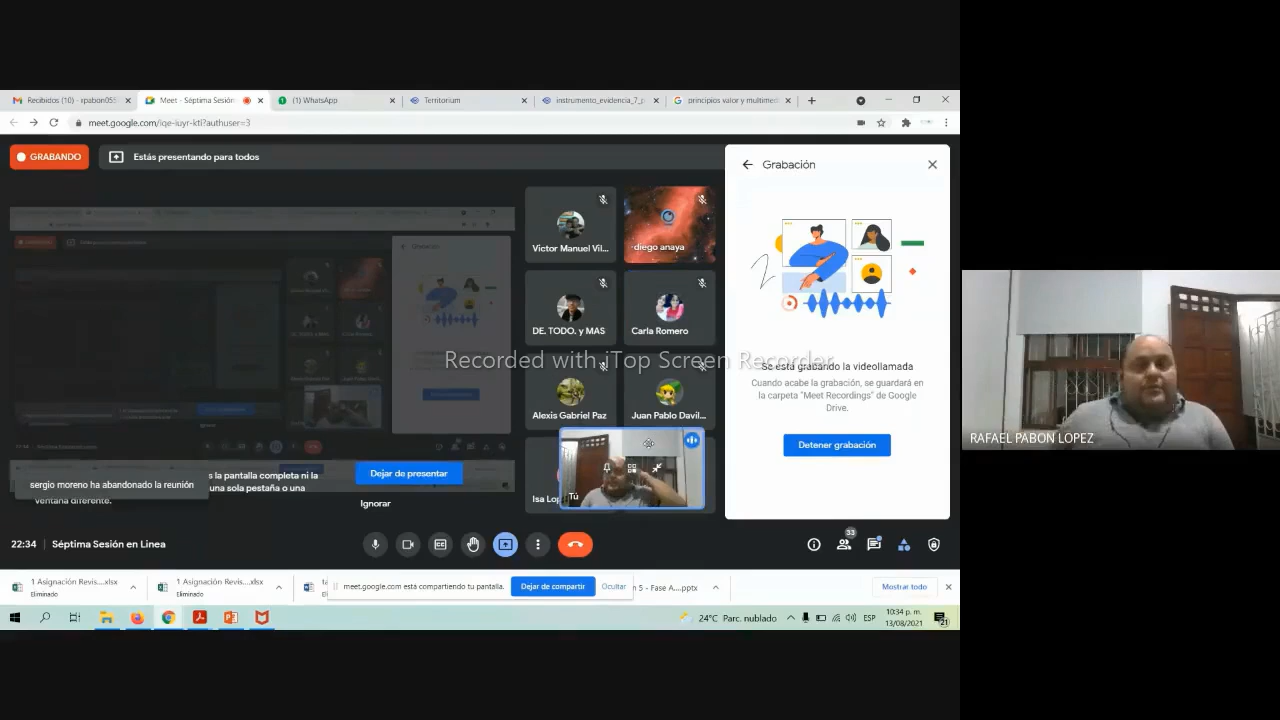 Recibidos (10) - xpabon055
Meet - Séptima Sesión
(1) WhatsApp
Territorium
instrumento_evidencia_7_p
principios valor y multimed
meet.google.com/iqe-iuyr-kti?authuser=3
GRABANDO
Estás presentando para todos
Grabación
Victor Manuel Vil...
diego anaya
DE. TODO. y MAS
Carla Romero
Recorded with iTop Screen Recorder
Se está grabando la videollamada
Cuando acabe la grabación, se guardará en
la carpeta "Meet Recordings" de Google
Drive.
Alexis Gabriel Paz
Juan Pablo Davil...
Detener grabación
RAFAEL PABON LOPEZ
s la pantalla completa ni la
una sola pestaña o una
ventana diferente.
sergio moreno ha abandonado la reunión
Dejar de presentar
Ignorar
Isa Lop
Tú
22:34 | Séptima Sesión en Linea
33
1 Asignación Revis....xlsx
Eliminado
1 Asignación Revis....xlsx
Eliminado
meet.google.com está compartiendo tu pantalla.
Dejar de compartir
Ocultar
n 5 - Fase A....pptx
Mostrar todo
24°C Parc. nublado
ESP
10:34 p. m.
13/08/2021
21